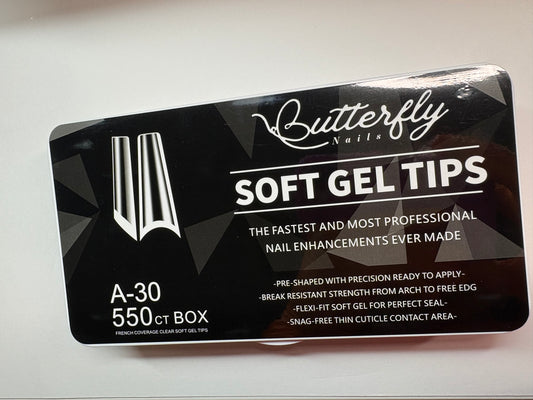 Butterfly
Nails
SOFT GEL TIPS
THE FASTEST AND MOST PROFESSIONAL
NAIL ENHANCEMENTS EVER MADE
-PRE-SHAPED WITH PRECISION READY TO APPLY-
-BREAK RESISTANT STRENGTH FROM ARCH TO FREE EDG
-FLEXI-FIT SOFT GEL FOR PERFECT SEAL-
-SNAG-FREE THIN CUTICLE CONTACT AREA-
A-30
550CT BOX
FRENCH COVERAGE CLEAR SOFT GEL TIPS